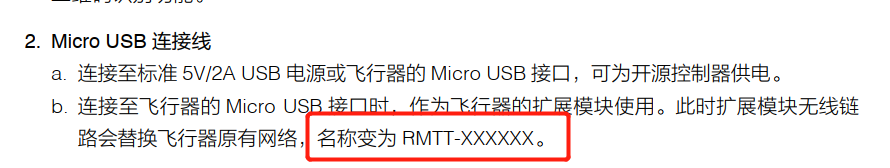 2. Micro USB 连接线
a. 连接至标准 5V/2A USB 电源或飞行器的 Micro USB 接口，可为开源控制器供电。
b. 连接至飞行器的 Micro USB 接口时，作为飞行器的扩展模块使用。此时扩展模块无线链
路会替换飞行器原有网络，名称变为 RMTT-XXXXXX。